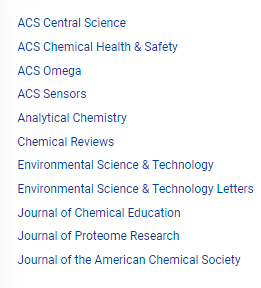 ACS Central Science
ACS Chemical Health & Safety
ACS Omega
ACS Sensors
Analytical Chemistry
Chemical Reviews
Environmental Science & Technology
Environmental Science & Technology Letters
Journal of Chemical Education
Journal of Proteome Research
Journal of the American Chemical Society